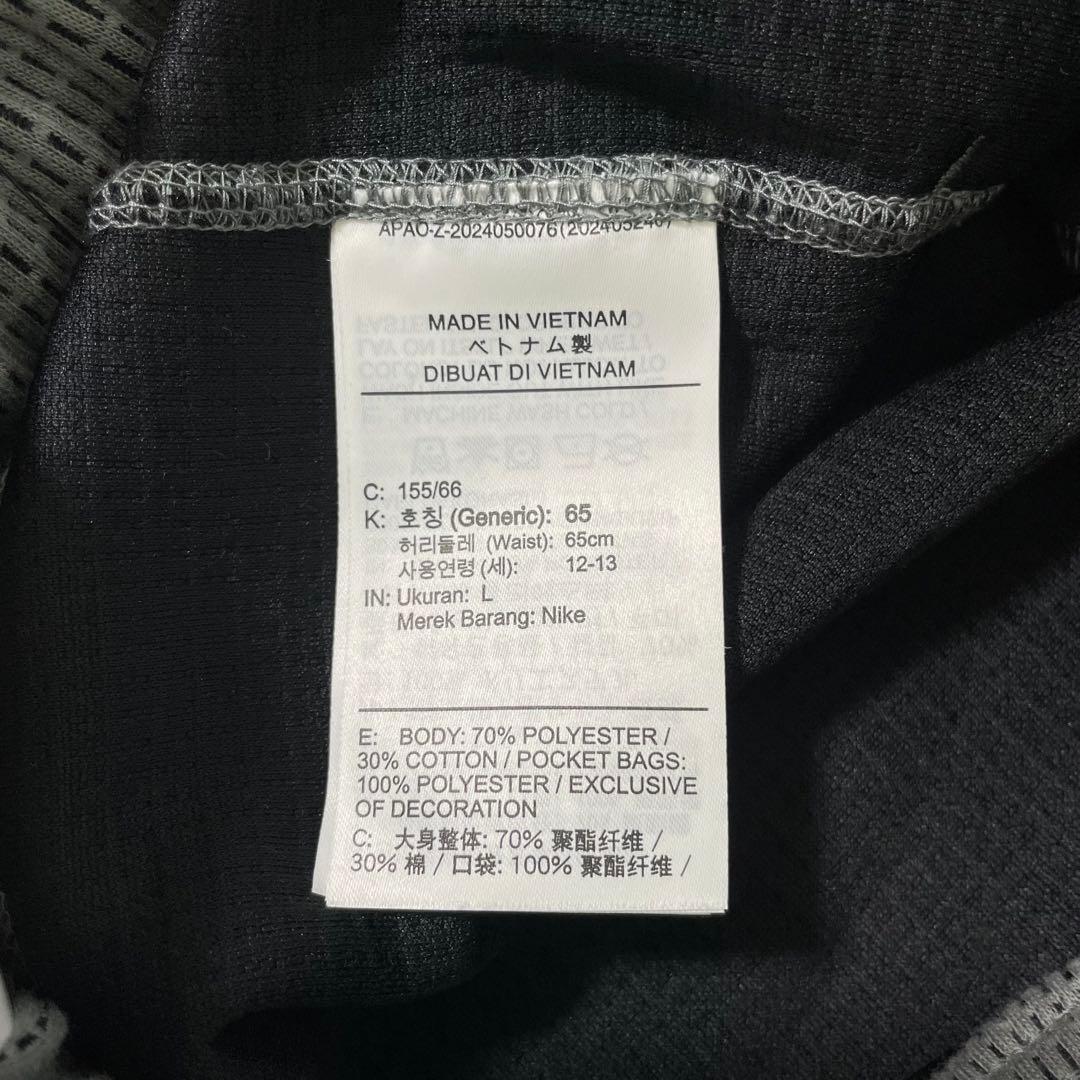 APAO-Z-2024050076(20240524
MADE IN VIETNAM
ベトナム製
DIBUAT DI VIETNAM
C: 155/66
K: 호칭 (Generic): 65
허리둘레 (Waist): 65cm
사용연령 (세): 12-13
IN: Ukuran: L
Merek Barang: Nike
E: BODY: 70% POLYESTER /
30% COTTON / POCKET BAGS:
100% POLYESTER / EXCLUSIVE
OF DECORATION
C: 大身整体: 70% 聚酯纤维 /
30% 棉 / 口袋: 100% 聚酯纤维 /